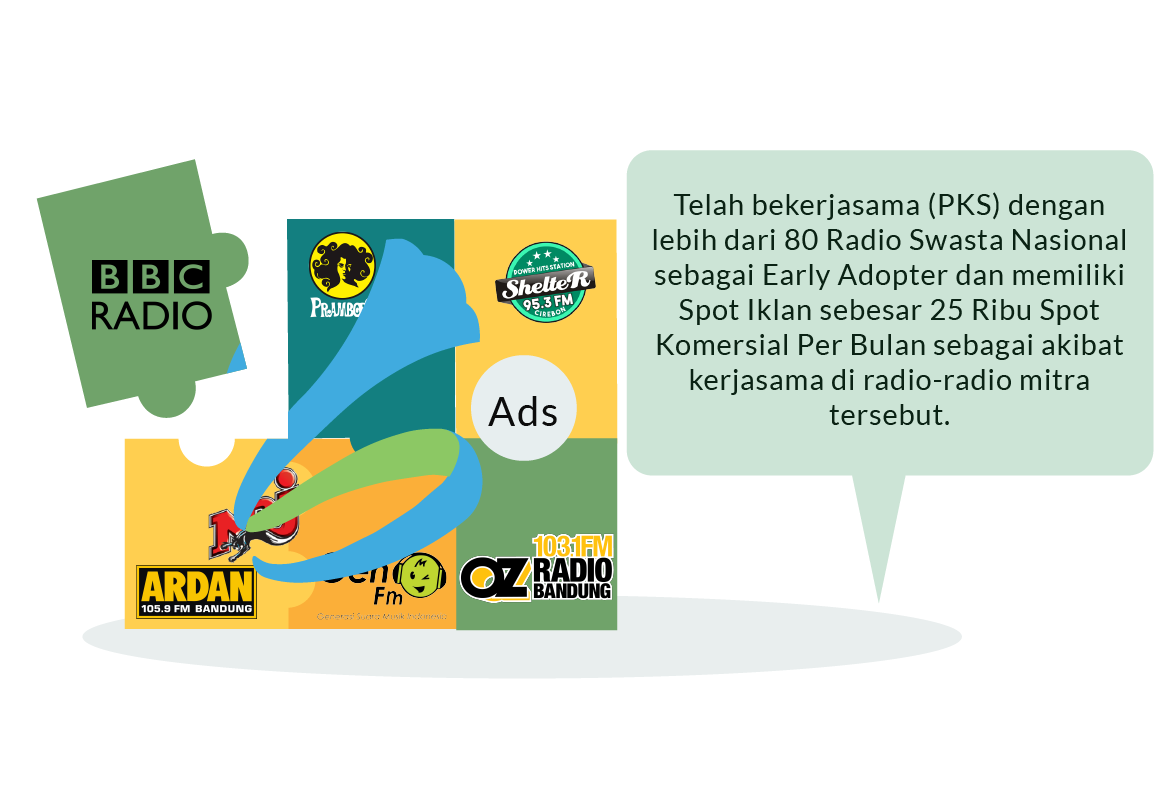 BBC
RADIO
POWER HITS STATION
ShelteR
95.3 FM
CIREBON
Ads
ARDAN
105.9 FM BANDUNG
Fm
Generasi Suara Musik Indonesia
103.1FM
OZ RADIO
BANDUNG
Telah bekerjasama (PKS) dengan
lebih dari 80 Radio Swasta Nasional
sebagai Early Adopter dan memiliki
Spot Iklan sebesar 25 Ribu Spot
Komersial Per Bulan sebagai akibat
kerjasama di radio-radio mitra
tersebut.